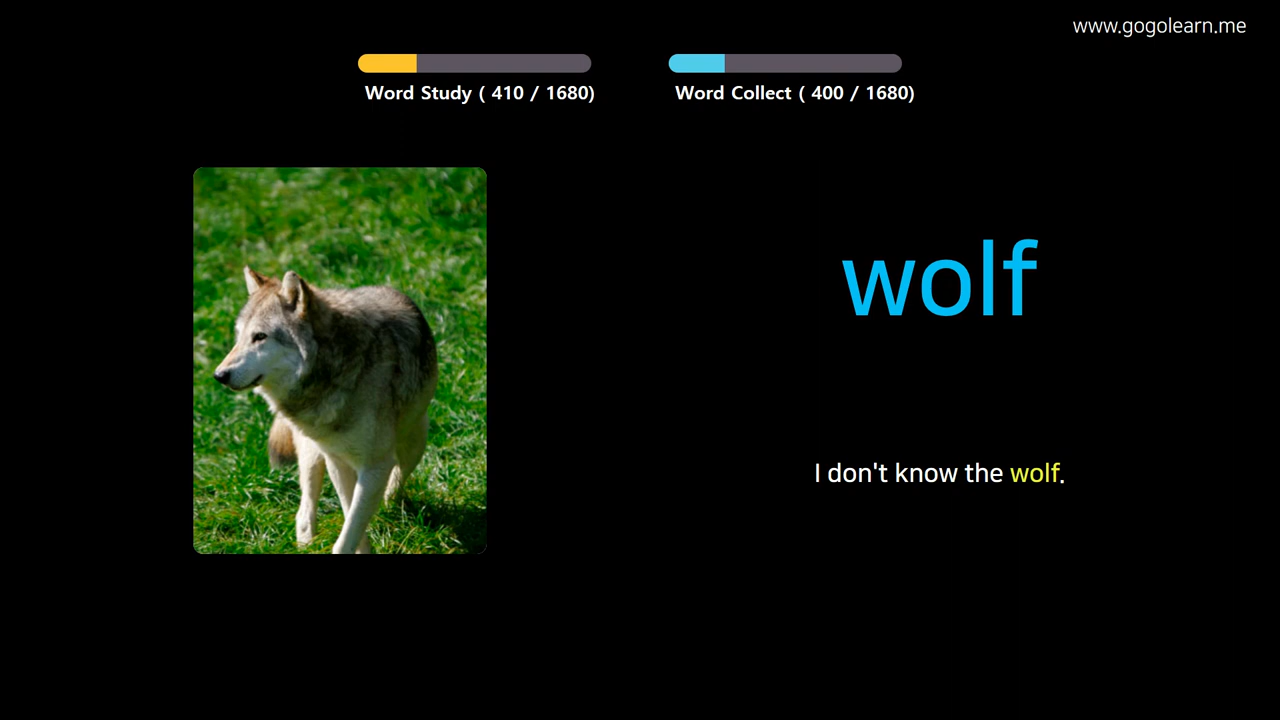 www.gogolearn.me
Word Study ( 410 / 1680)
Word Collect ( 400 / 1680)
wolf
I don't know the wolf.